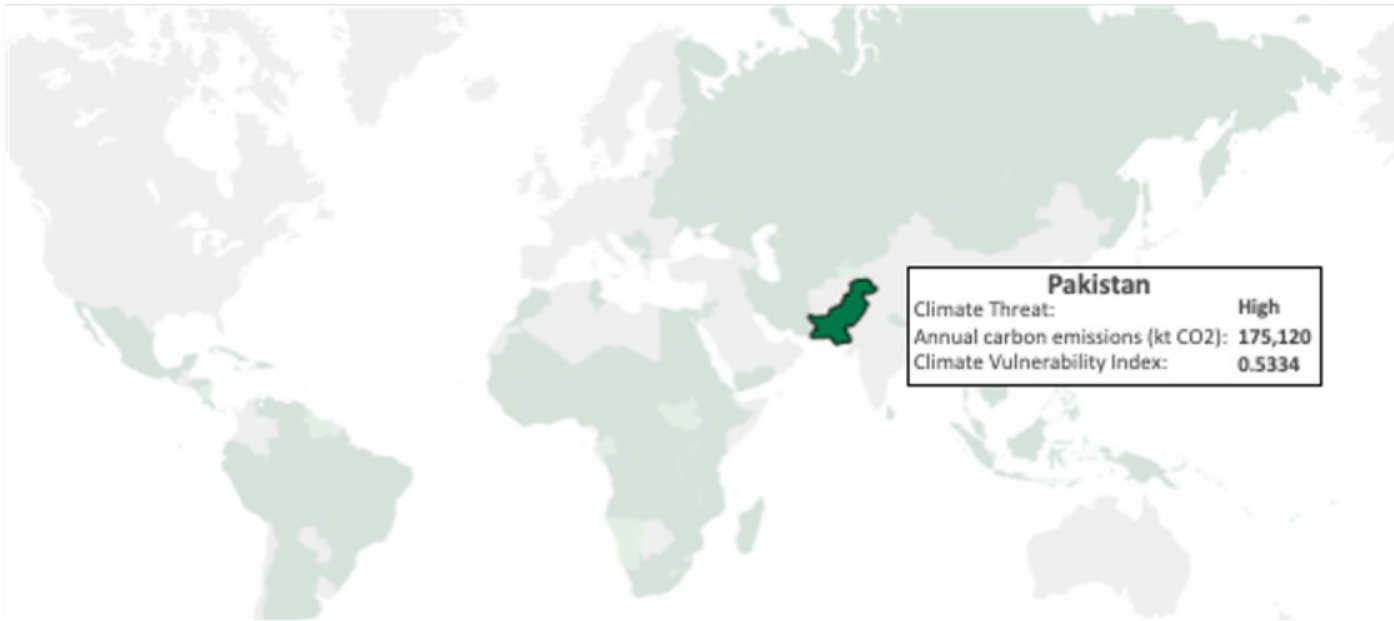 Pakistan
Climate Threat: High
Annual carbon emissions (kt CO2): 175,120
Climate Vulnerability Index: 0.5334